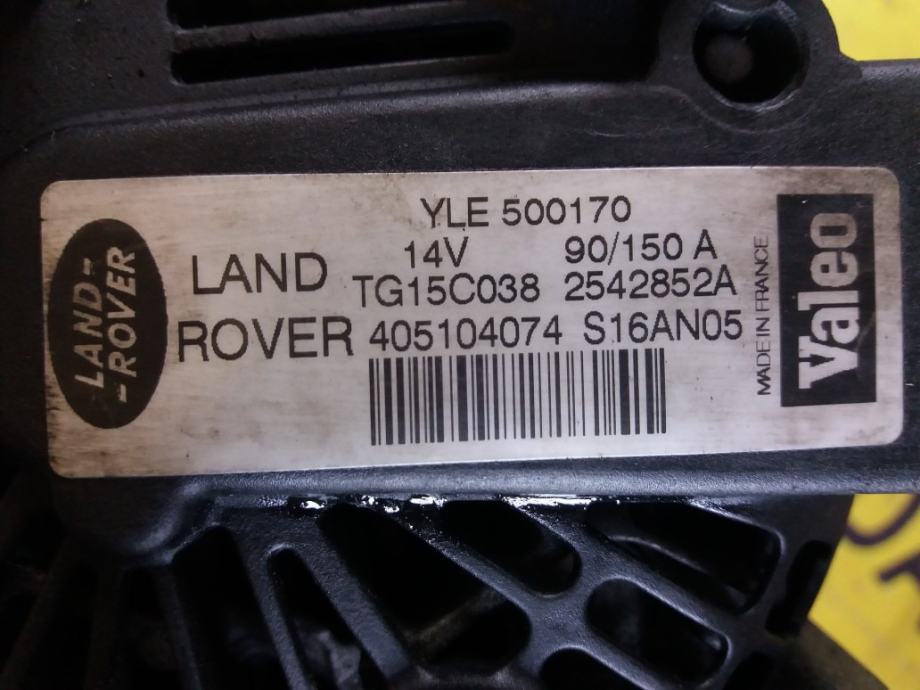 LAND-
-ROVER
LAND
ROVER
YLE 500170
14V 90/150 A
TG15C038 2542852A
405104074 S16AN05
MADE IN FRANCE
Valeo